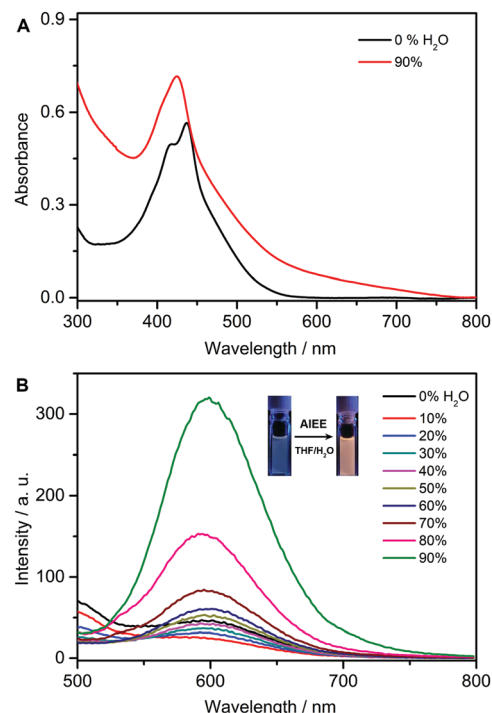 A
0.9
0.6
0.3
0.0
Absorbance
0 % H₂O
90%
300 400 500 600 700 800
Wavelength / nm
B
300
200
100
0
Intensity / a. u.
AIEE
THF/H₂O
0% H₂O
10%
20%
30%
40%
50%
60%
70%
80%
90%
500 600 700 800
Wavelength / nm